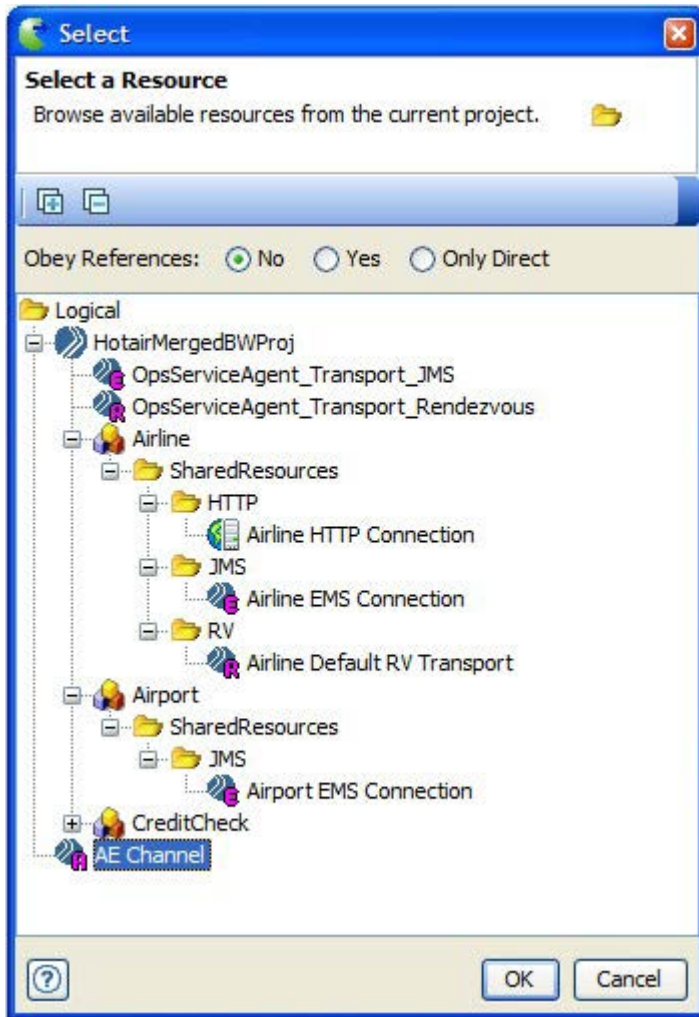 Select
Select a Resource
Browse available resources from the current project.
Obey References: No Yes Only Direct
Logical
HotairMergedBWProj
OpsServiceAgent_Transport_JMS
OpsServiceAgent_Transport_Rendezvous
Airline
SharedResources
HTTP
Airline HTTP Connection
JMS
Airline EMS Connection
RV
Airline Default RV Transport
Airport
SharedResources
JMS
Airport EMS Connection
CreditCheck
AE Channel
? OK Cancel